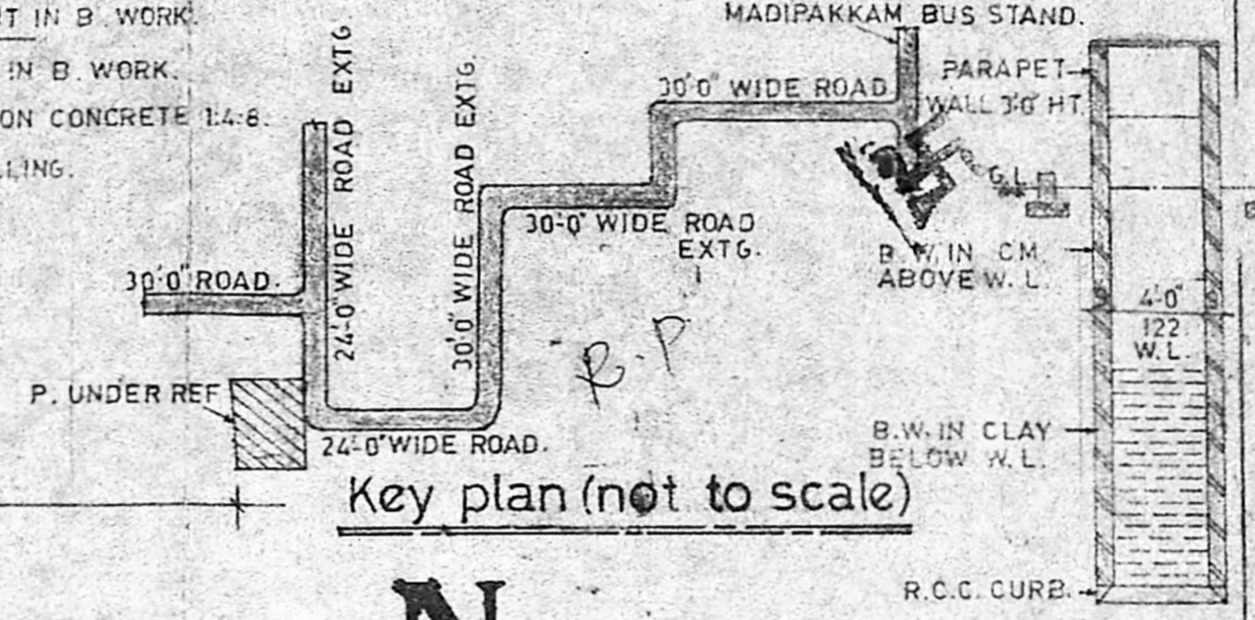 T IN B. WORK.
IN B. WORK.
ON CONCRETE 1:4:8.
LLING.
MADIPAKKAM BUS STAND.
PARAPET
WALL 3'0" HT.
30'0" WIDE ROAD
24'-0" WIDE ROAD EXTG
30'0" WIDE ROAD EXTG.
30'-0" WIDE ROAD
EXTG.
G.L.
B.W. IN C.M.
ABOVE W.L.
30'0" ROAD.
4'-0"
122
W.L.
R.P
P. UNDER REF
24'-0" WIDE ROAD.
B.W. IN CLAY
BELOW W.L.
Key plan (not to scale)
R.C.C. CURB.
N